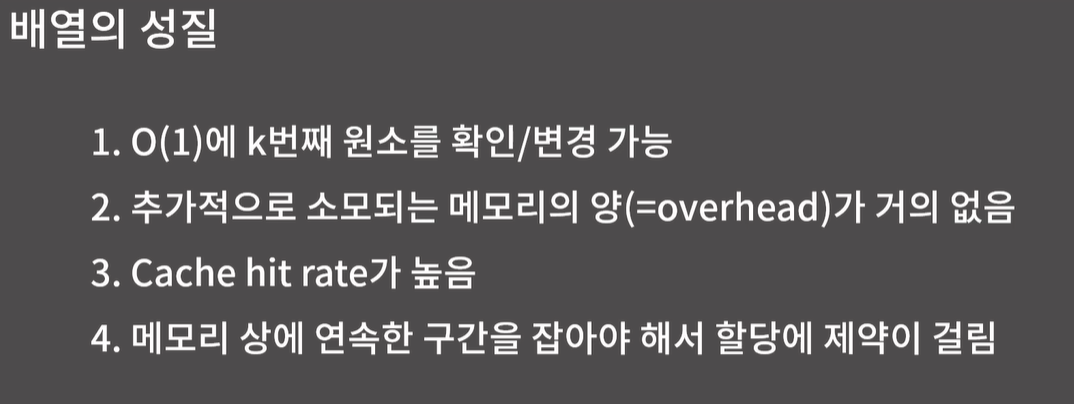 배열의 성질
1. O(1)에 k번째 원소를 확인/변경 가능
2. 추가적으로 소모되는 메모리의 양(=overhead)가 거의 없음
3. Cache hit rate가 높음
4. 메모리 상에 연속한 구간을 잡아야 해서 할당에 제약이 걸림